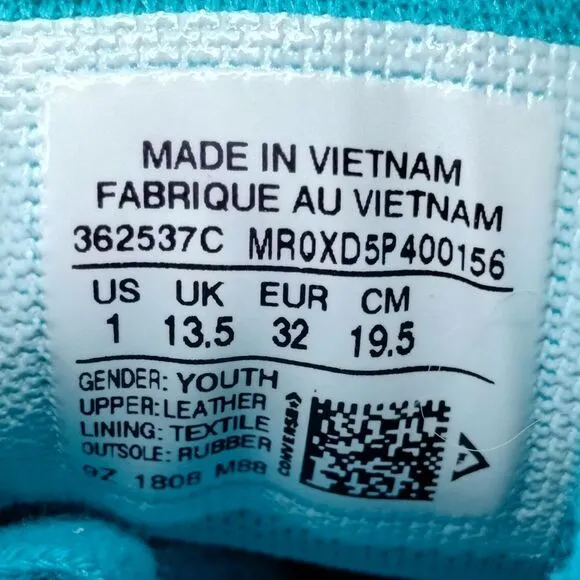 MADE IN VIETNAM
FABRIQUE AU VIETNAM
362537C MR0XD5P400156
US UK EUR CM
1 13.5 32 19.5
GENDER: YOUTH
UPPER: LEATHER
LINING: TEXTILE
OUTSOLE: RUBBER
9Z 1808 M88
CONVERSE